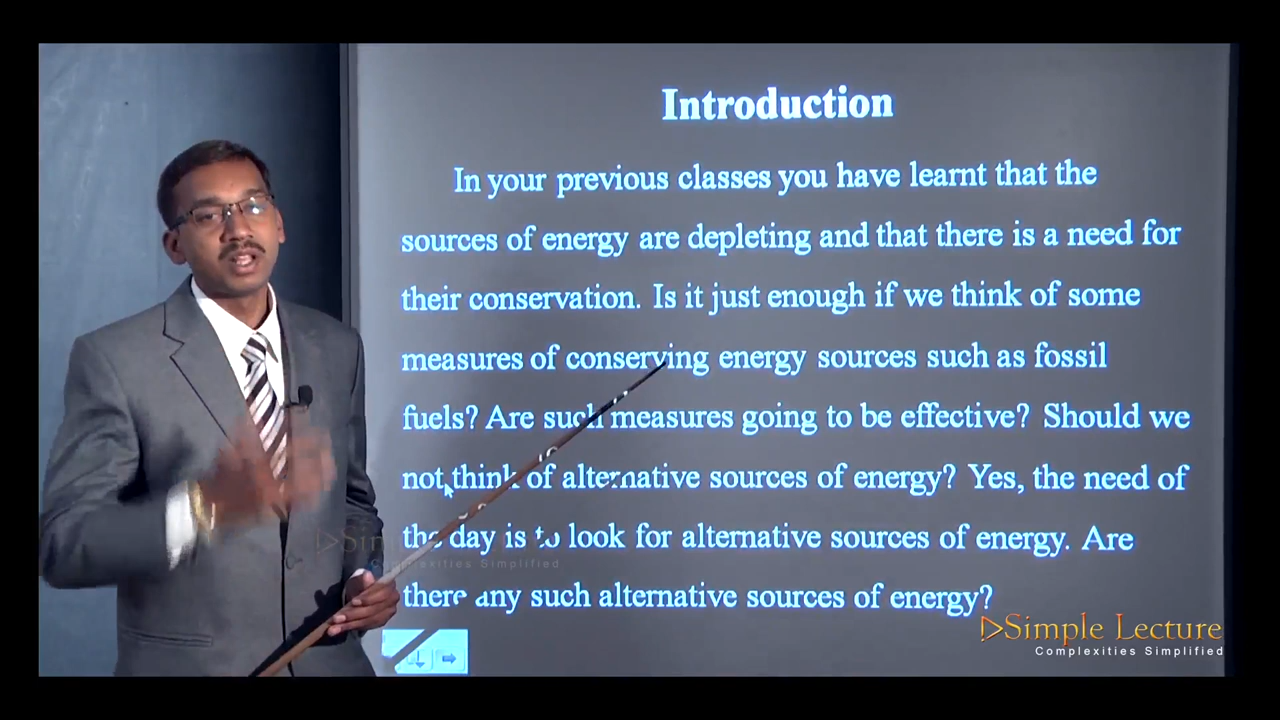 Introduction
In your previous classes you have learnt that the
sources of energy are depleting and that there is a need for
their conservation. Is it just enough if we think of some
measures of conserving energy sources such as fossil
fuels? Are such measures going to be effective? Should we
not think of alternative sources of energy? Yes, the need of
the day is to look for alternative sources of energy. Are
there any such alternative sources of energy?
Simple Lecture
Complexities Simplified
Complexities Simplified